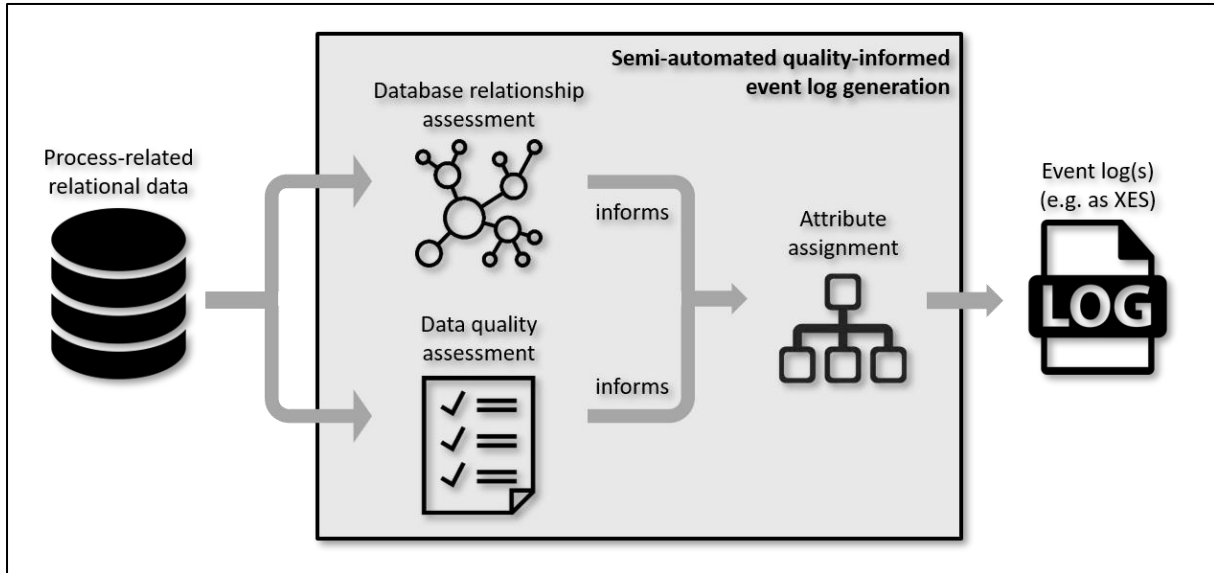 Semi-automated quality-informed
event log generation
Process-related
relational data
Database relationship
assessment
informs
Data quality
assessment
informs
Attribute
assignment
Event log(s)
(e.g. as XES)
LOG